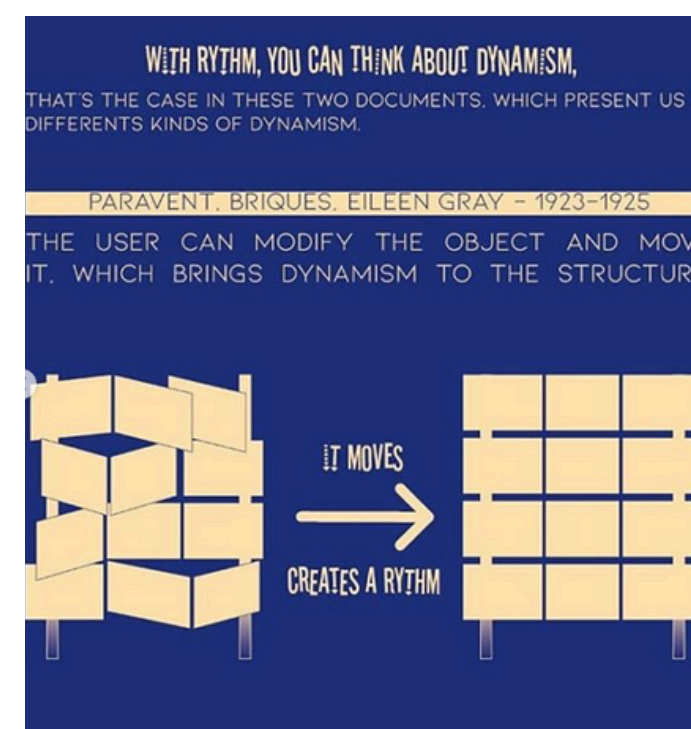 WITH RYTHM, YOU CAN THINK ABOUT DYNAMISM,
THAT'S THE CASE IN THESE TWO DOCUMENTS, WHICH PRESENT US
DIFFERENTS KINDS OF DYNAMISM.
PARAVENT, BRIQUES, EILEEN GRAY – 1923–1925
THE USER CAN MODIFY THE OBJECT AND MOV
IT, WHICH BRINGS DYNAMISM TO THE STRUCTUR
IT MOVES
CREATES A RYTHM